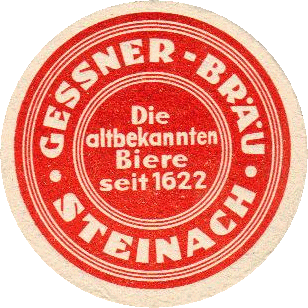 GESSNER-BRÄU
Die
altbekannten
Biere
seit 1622
STEINACH